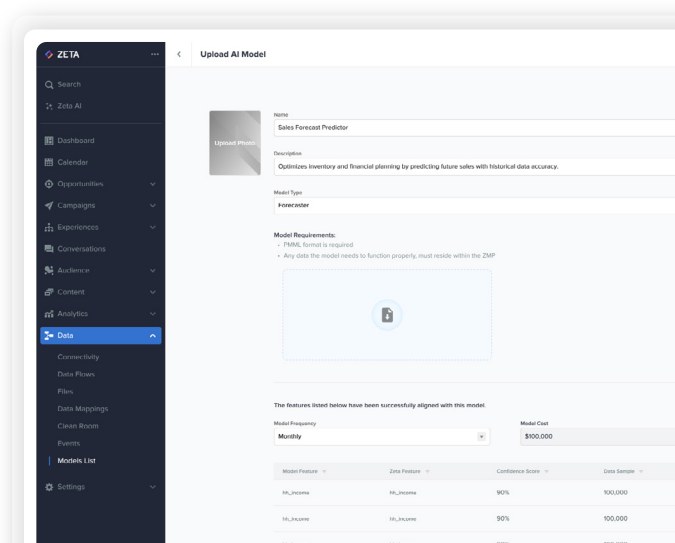 ZETA
Upload AI Model
Search
Zeta AI
Dashboard
Calendar
Opportunities
Campaigns
Experiences
Conversations
Audience
Content
Analytics
Data
Connectivity
Data Flows
Files
Data Mappings
Clean Room
Events
Models List
Settings
Upload Photo
Name
Sales Forecast Predictor
Description
Optimizes inventory and financial planning by predicting future sales with historical data accuracy.
Model Type
Forecaster
Model Requirements:
- PMML format is required
- Any data the model needs to function properly, must reside within the ZMP
The features listed below have been successfully aligned with this model.
Model Frequency Model Cost
Monthly $100,000
Model Feature Zeta Feature Confidence Score Data Sample
hh_income hh_income 90% 100,000
hh_income hh_income 90% 100,000